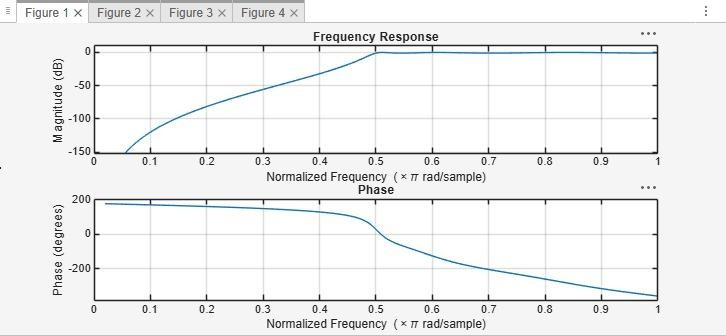 Figure 1 × Figure 2 × Figure 3 × Figure 4 ×
Frequency Response
Magnitude (dB)
0
-50
-100
-150
0 0.1 0.2 0.3 0.4 0.5 0.6 0.7 0.8 0.9 1
Normalized Frequency (× π rad/sample)
Phase
Phase (degrees)
200
0
-200
0 0.1 0.2 0.3 0.4 0.5 0.6 0.7 0.8 0.9 1
Normalized Frequency (× π rad/sample)